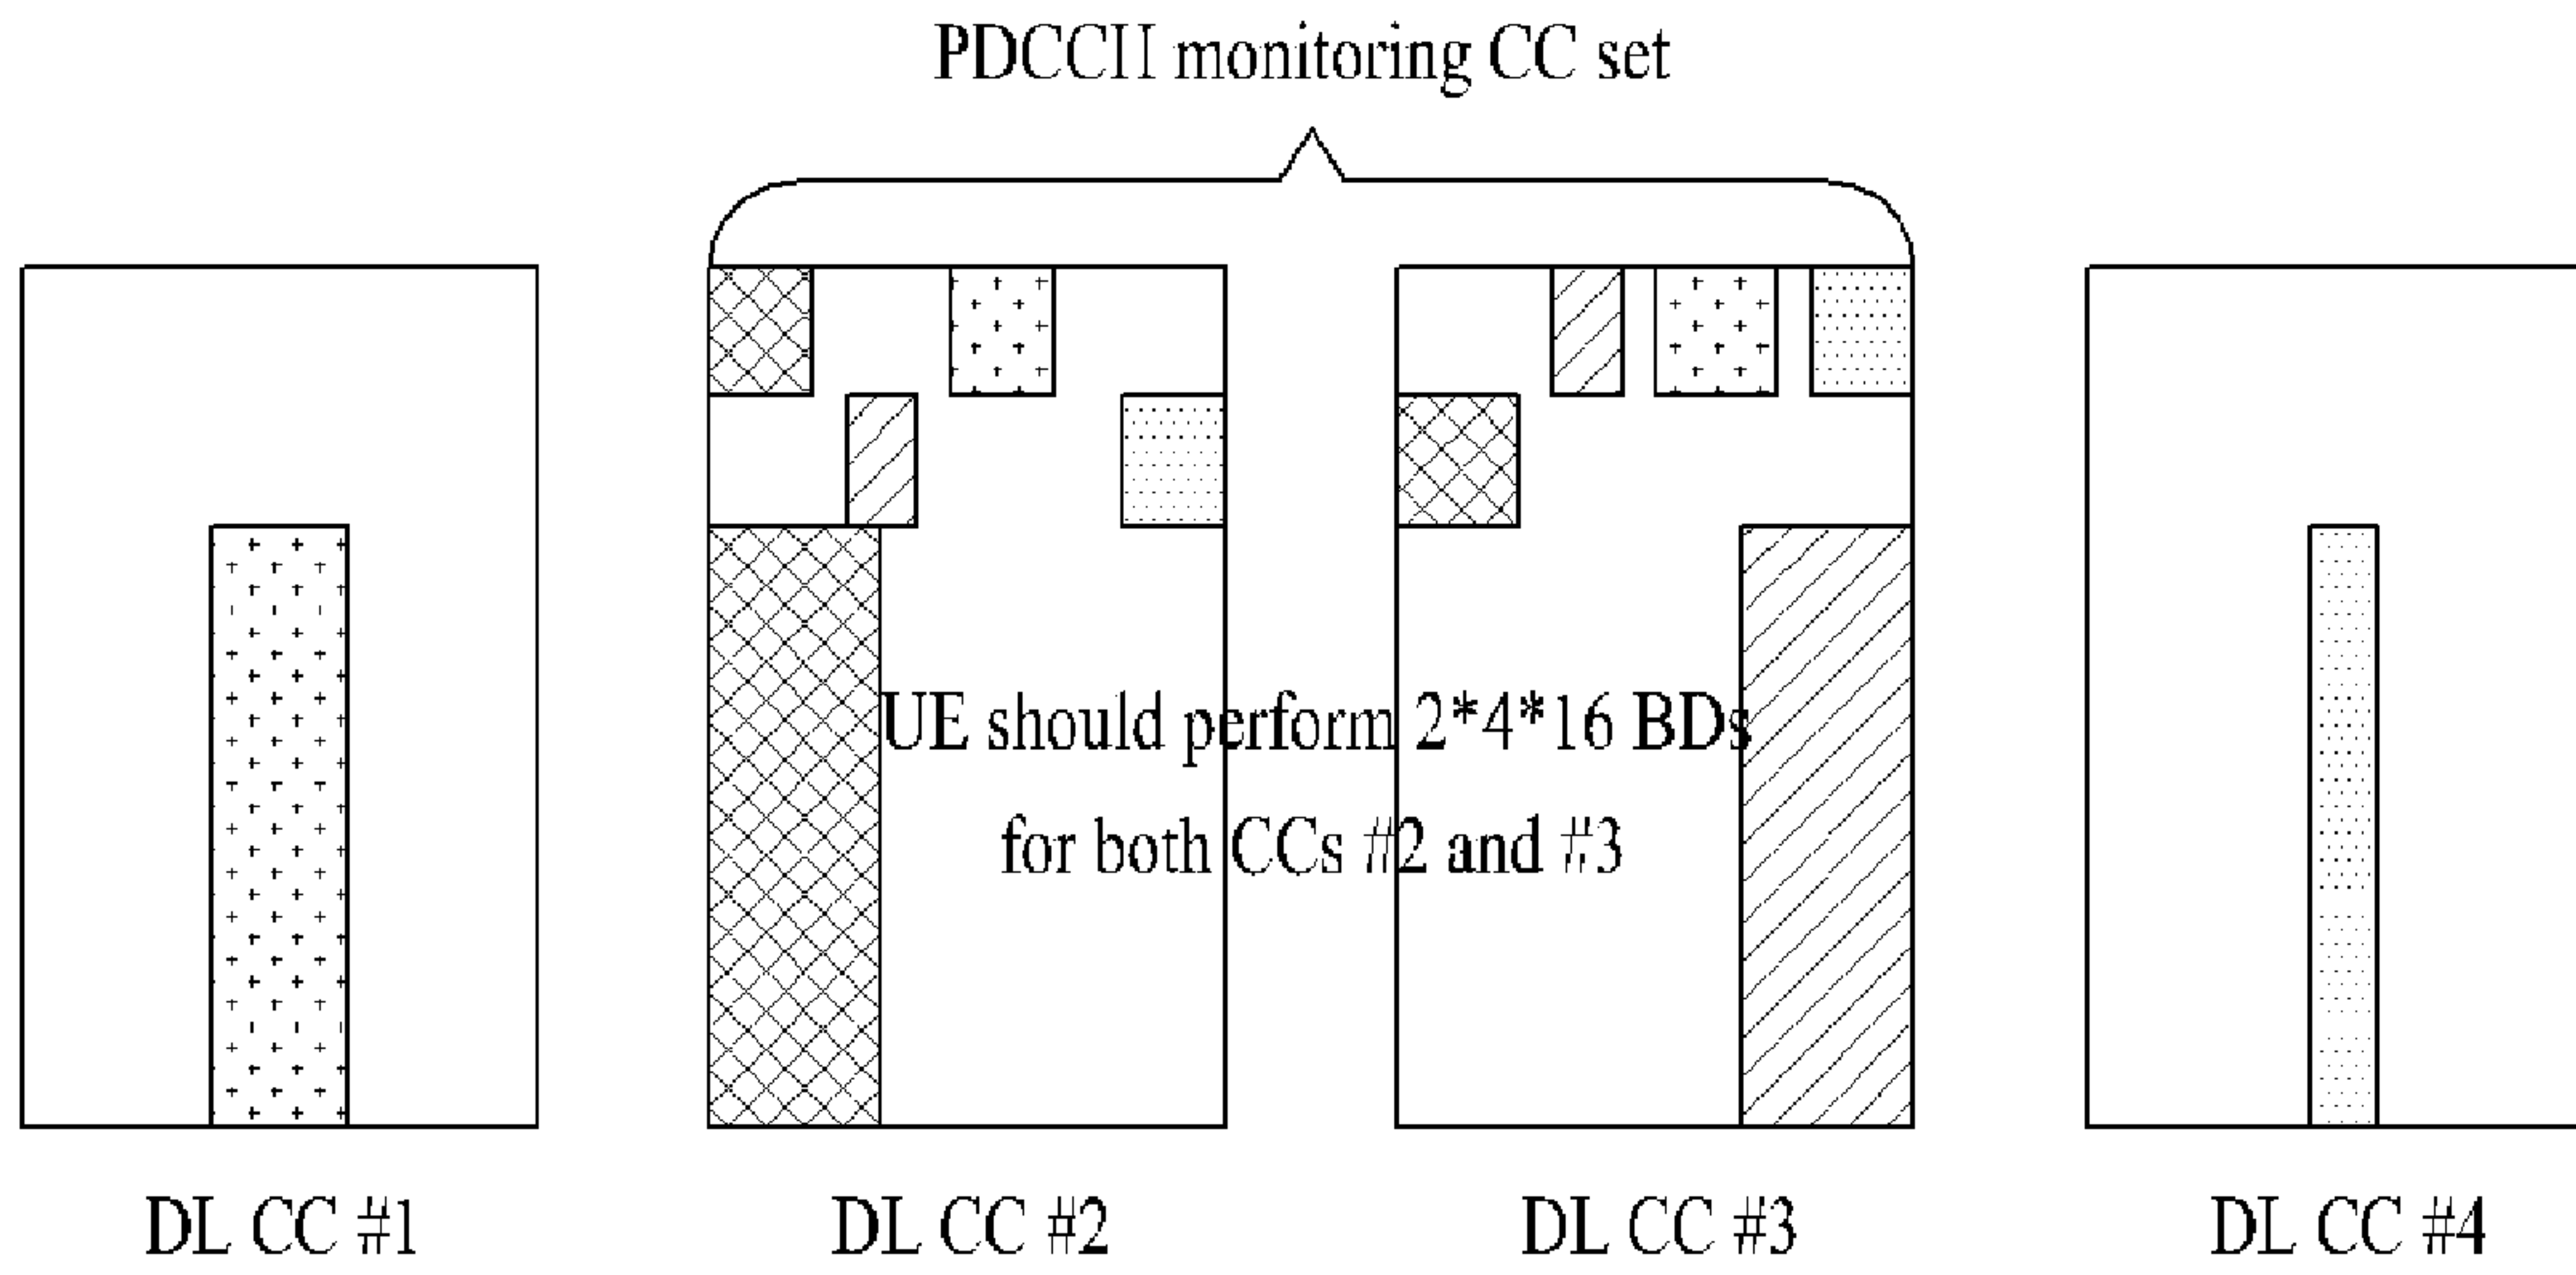 PDCCH monitoring CC set
UE should perform 2*4*16 BDs
for both CCs #2 and #3
DL CC #1
DL CC #2
DL CC #3
DL CC #4